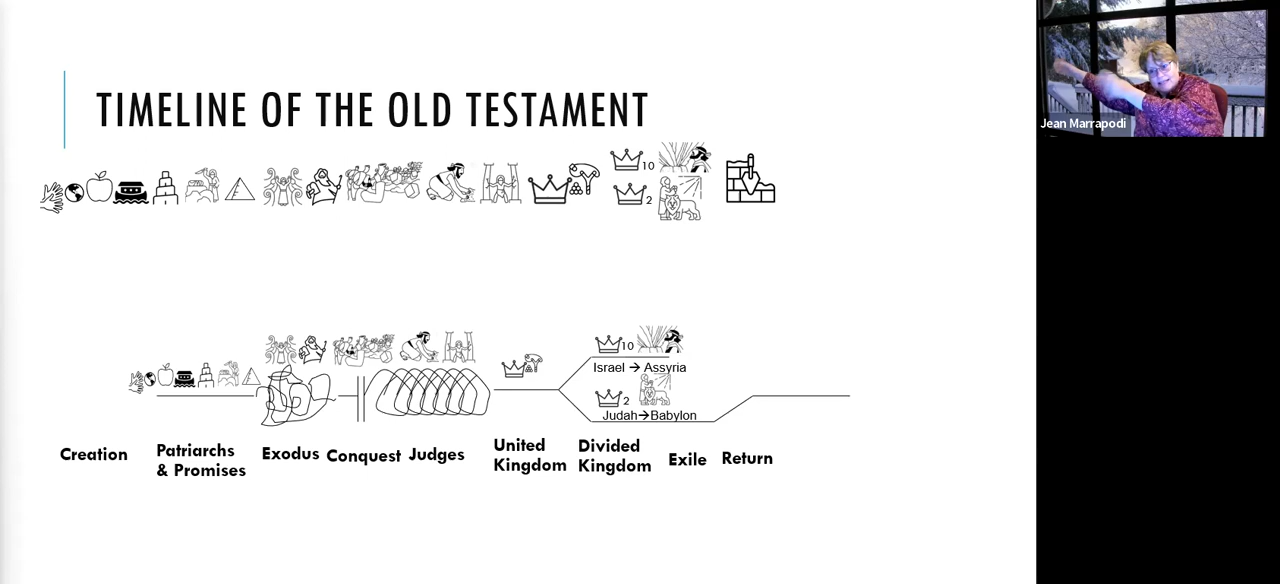 TIMELINE OF THE OLD TESTAMENT
Jean Marrapodi
10
2
10
Israel → Assyria
2
Judah→Babylon
Creation
Patriarchs
& Promises
Exodus
Conquest
Judges
United
Kingdom
Divided
Kingdom
Exile
Return